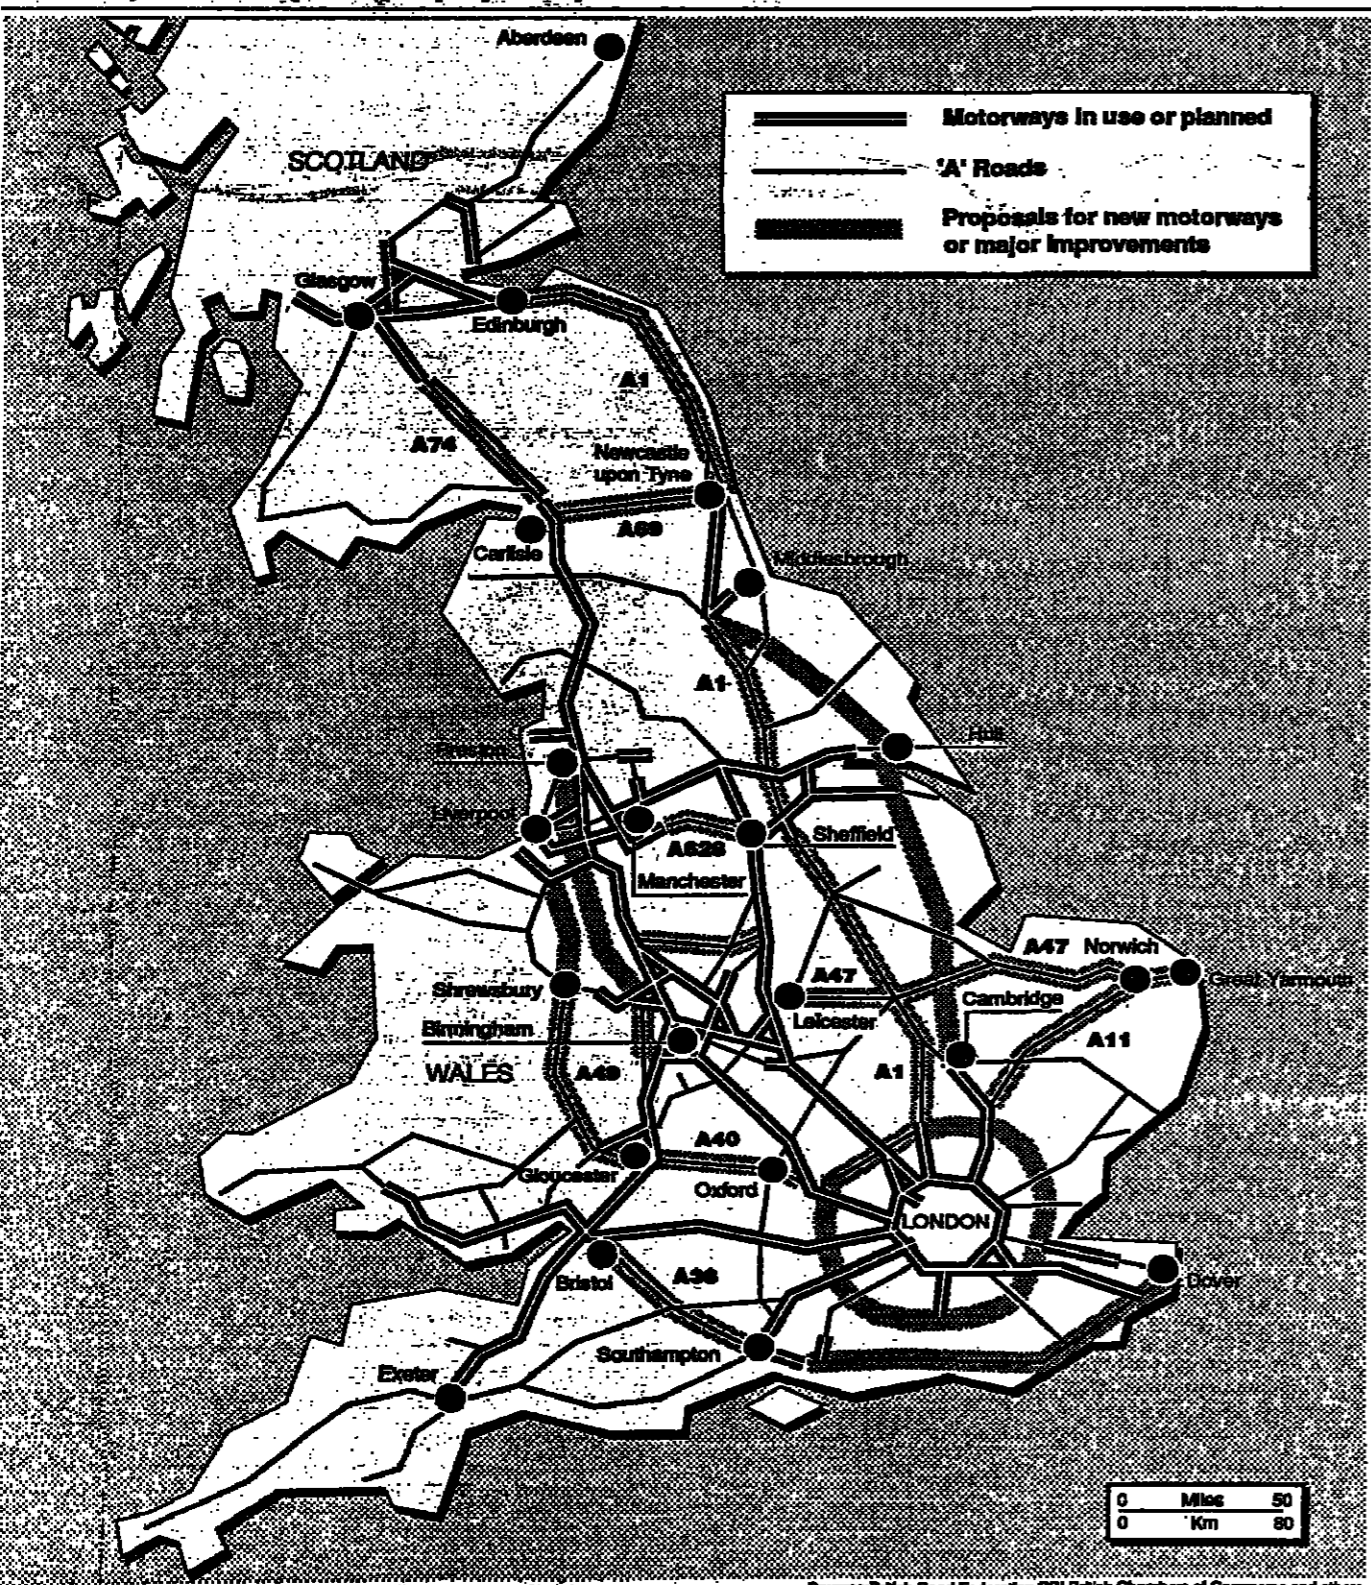 Aberdeen
Motorways in use or planned
SCOTLAND
'A' Roads
Proposals for new motorways
or major improvements
Glasgow
Edinburgh
A1
A74
Newcastle
upon Tyne
A69
Carlisle
Middlesbrough
A1
Hull
Preston
Liverpool
Sheffield
A628
Manchester
A47 Norwich
A47
Great Yarmouth
Shrewsbury
Cambridge
Leicester
Birmingham
A11
WALES
A49
A1
A40
Gloucester
Oxford
LONDON
Bristol
A36
Dover
Southampton
Exeter
0 Miles 50
0 Km 80